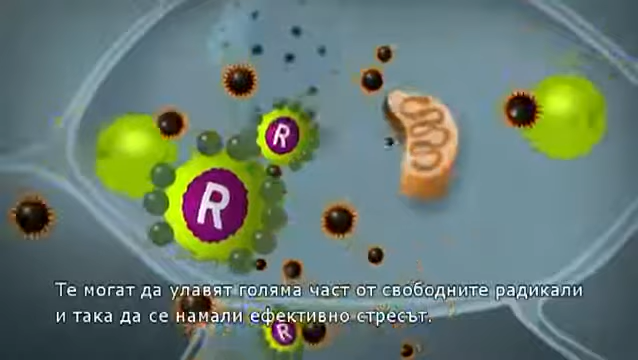 R
R
Те могат да улавят голяма част от свободните радикали
и така да се намали ефективно стресът.
R